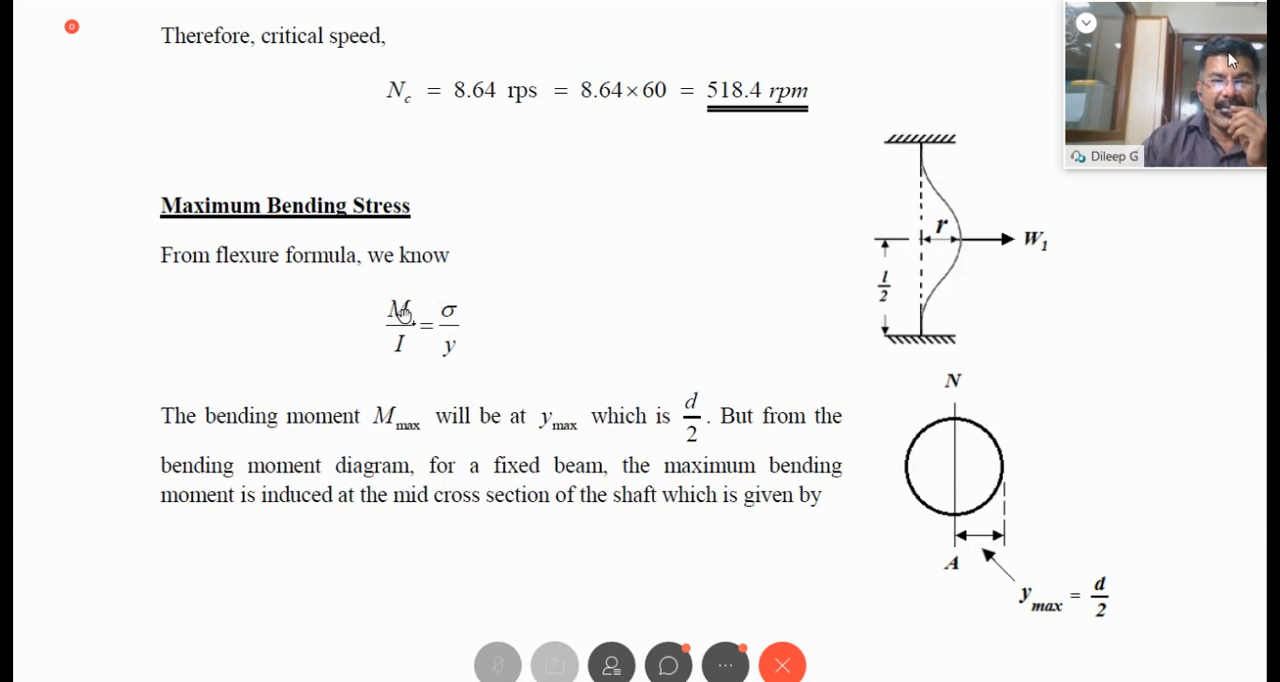 Therefore, critical speed,
N_c = 8.64 rps = 8.64×60 = 518.4 rpm
Dileep G
Maximum Bending Stress
From flexure formula, we know
M/I = σ/y
r
W_1
l/2
The bending moment M_max will be at y_max which is d/2. But from the
bending moment diagram, for a fixed beam, the maximum bending
moment is induced at the mid cross section of the shaft which is given by
N
A
y_max = d/2